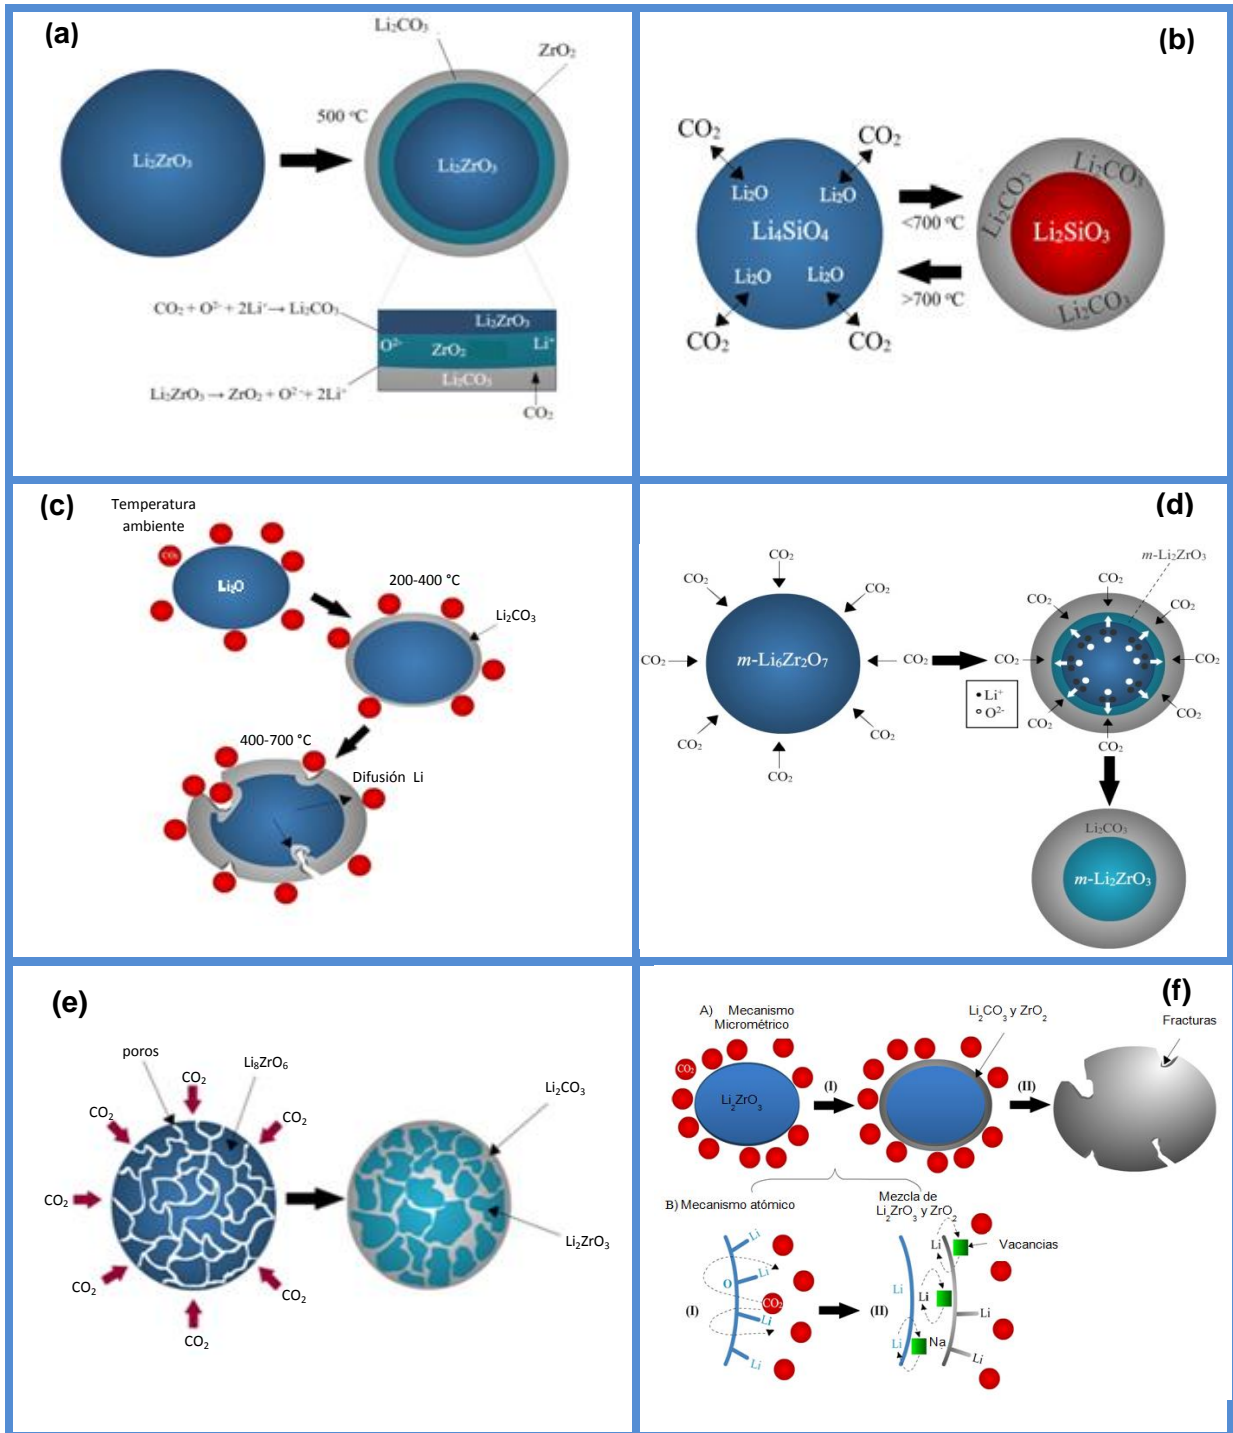 (a)
Li₂CO₃
ZrO₂
500 °C
Li₂ZrO₃
Li₂ZrO₃
CO₂ + O²⁻ + 2Li⁺→ Li₂CO₃
Li₂ZrO₃
O²⁻
ZrO₂
Li⁺
Li₂ZrO₃→ ZrO₂ + O²⁻+ 2Li⁺
Li₂CO₃
CO₂
(b)
CO₂
CO₂
Li₂O
Li₂O
Li₄SiO₄
Li₂O
Li₂O
CO₂
CO₂
<700 °C
>700 °C
Li₂CO₃
Li₂CO₃
Li₂SiO₃
Li₂CO₃
(c)
Temperatura
ambiente
CO₂
Li₂O
200-400 °C
Li₂CO₃
400-700 °C
Difusión Li
(d)
CO₂
CO₂
CO₂
CO₂
m-Li₆Zr₂O₇
CO₂
CO₂
CO₂
CO₂
m-Li₂ZrO₃
CO₂
CO₂
CO₂
CO₂
CO₂
Li⁺
O²⁻
CO₂
CO₂
CO₂
Li₂CO₃
m-Li₂ZrO₃
(e)
poros
Li₈ZrO₆
CO₂
CO₂
CO₂
CO₂
CO₂
CO₂
CO₂
Li₂CO₃
Li₂ZrO₃
(f)
A) Mecanismo
Micrométrico
Li₂CO₃ y ZrO₂
Fracturas
CO₂
Li₂ZrO₃
(I)
(II)
B) Mecanismo atómico
Mezcla de
Li₂ZrO₃ y ZrO₂
Li
Li
O
CO₂
(I)
Li
Li
(II)
Li
Vacancias
Li
Li
Li
Li
Na
Li